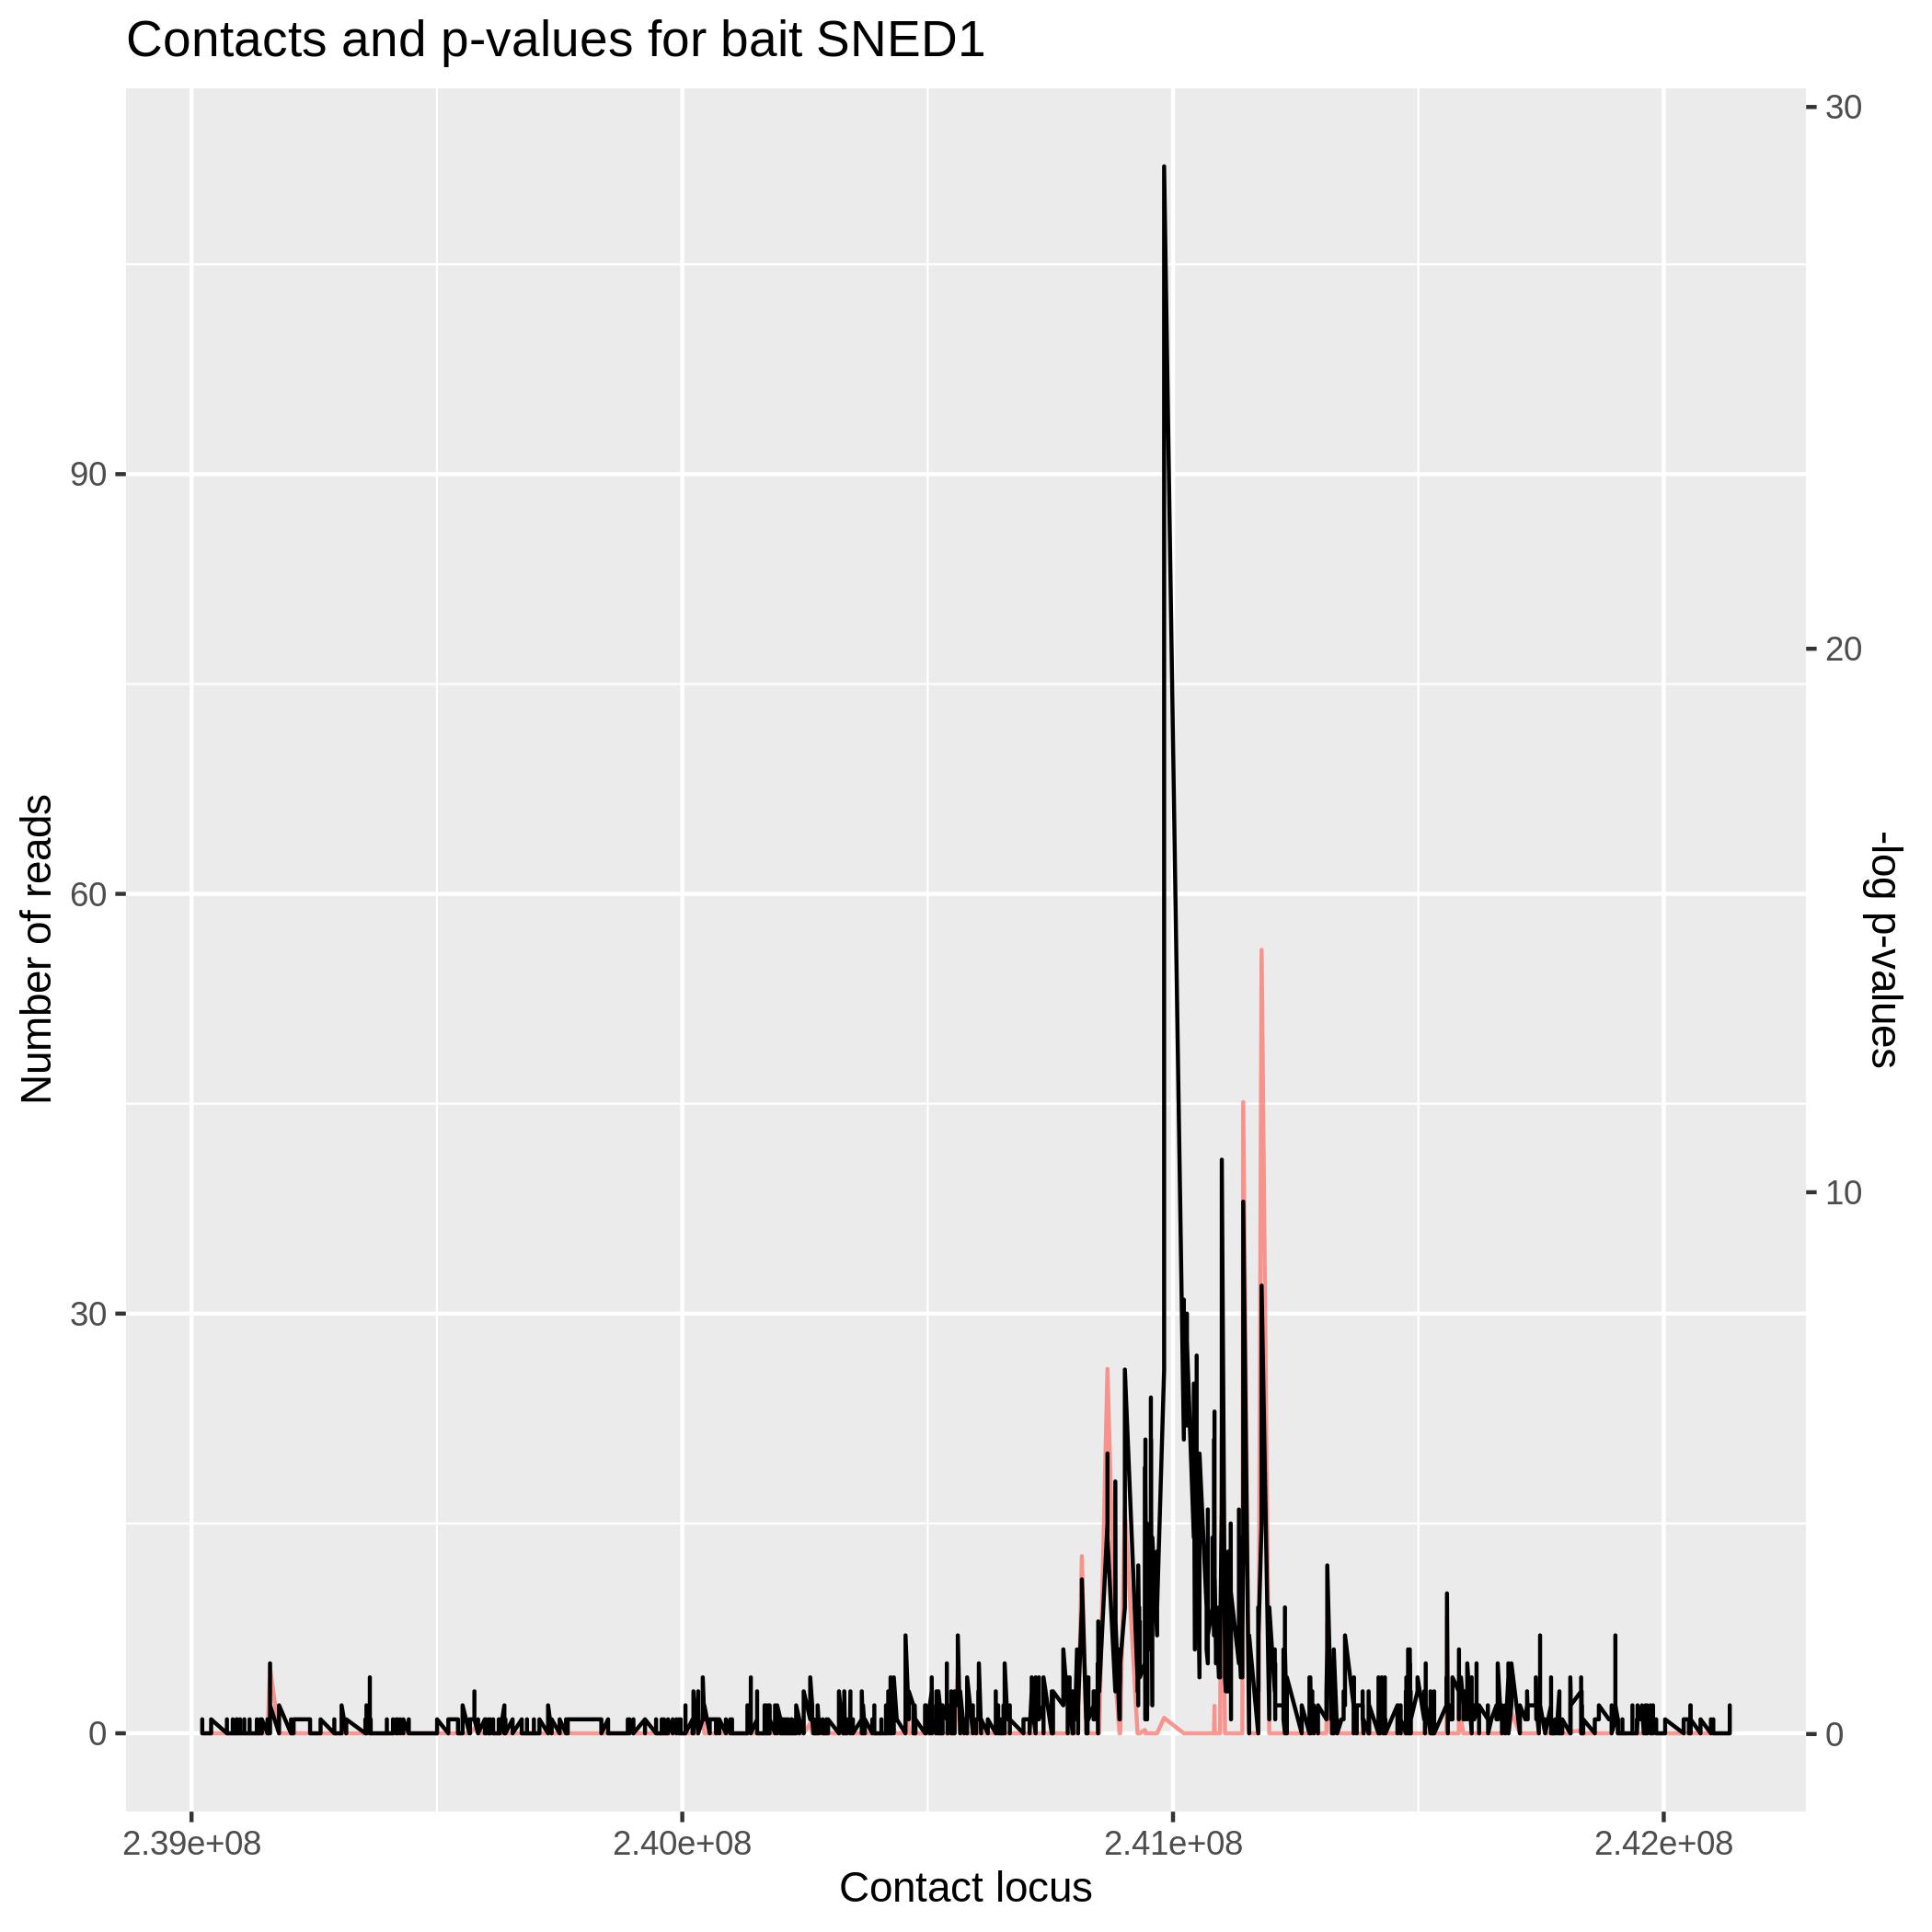 Contacts and p-values for bait SNED1
30
20
10
0
90
60
30
0
Number of reads
-log p-values
2.39e+08
2.40e+08
2.41e+08
2.42e+08
Contact locus